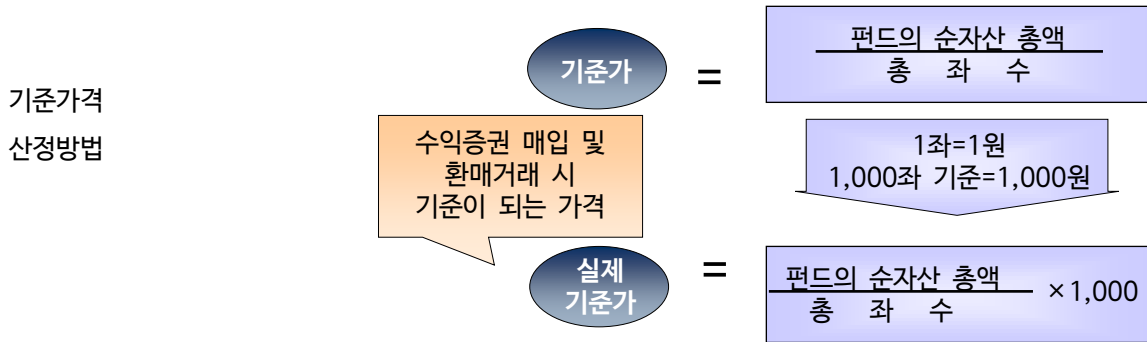 기준가격
산정방법
기준가
=
펀드의 순자산 총액
총 좌 수
수익증권 매입 및
환매거래 시
기준이 되는 가격
1좌=1원
1,000좌 기준=1,000원
실제
기준가
=
펀드의 순자산 총액
총 좌 수
×1,000